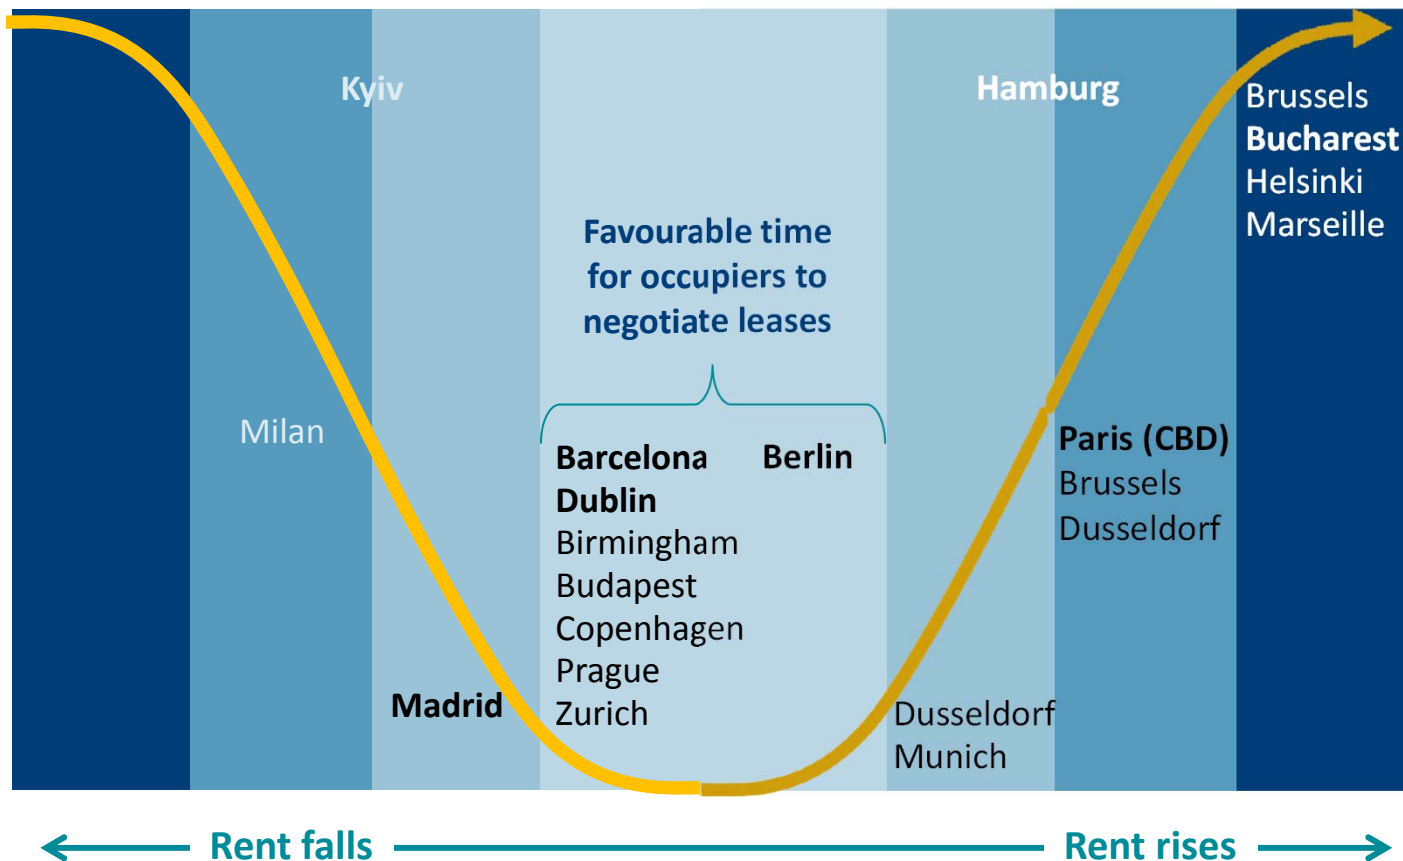 Kyiv
Hamburg
Brussels
Bucharest
Helsinki
Marseille
Favourable time
for occupiers to
negotiate leases
Milan
Barcelona
Dublin
Birmingham
Budapest
Copenhagen
Prague
Zurich
Berlin
Paris (CBD)
Brussels
Dusseldorf
Madrid
Dusseldorf
Munich
Rent falls
Rent rises